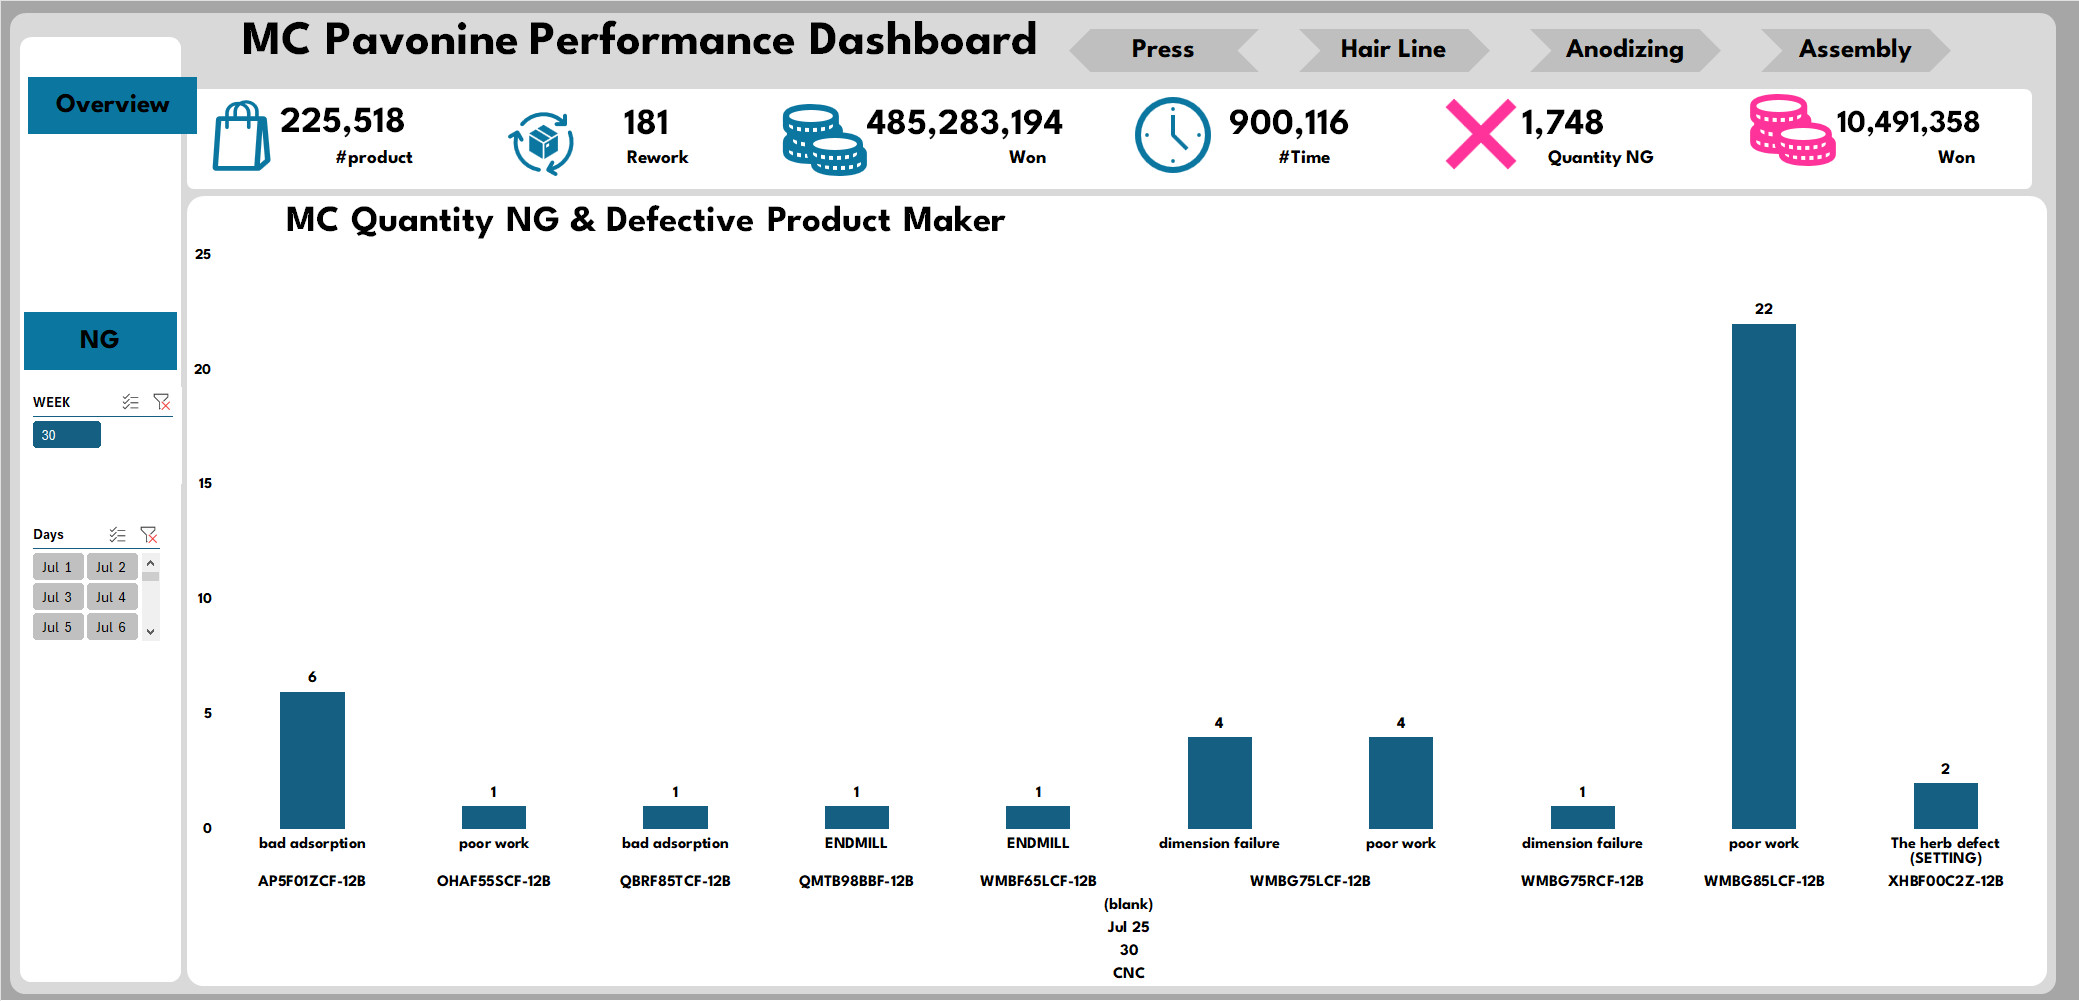 MC Pavonine Performance Dashboard
Press
Hair Line
Anodizing
Assembly
Overview
225,518
#product
181
Rework
485,283,194
Won
900,116
#Time
1,748
Quantity NG
10,491,358
Won
NG
WEEK
30
Days
Jul 1
Jul 2
Jul 3
Jul 4
Jul 5
Jul 6
MC Quantity NG & Defective Product Maker
25
20
15
10
5
0
6
1
1
1
1
4
4
1
22
2
bad adsorption
poor work
bad adsorption
ENDMILL
ENDMILL
dimension failure
poor work
dimension failure
poor work
The herb defect
(SETTING)
AP5F01ZCF-12B
OHAF55SCF-12B
QBRF85TCF-12B
QMTB98BBF-12B
WMBF65LCF-12B
WMBG75LCF-12B
WMBG75RCF-12B
WMBG85LCF-12B
XHBF00C2Z-12B
(blank)
Jul 25
30
CNC